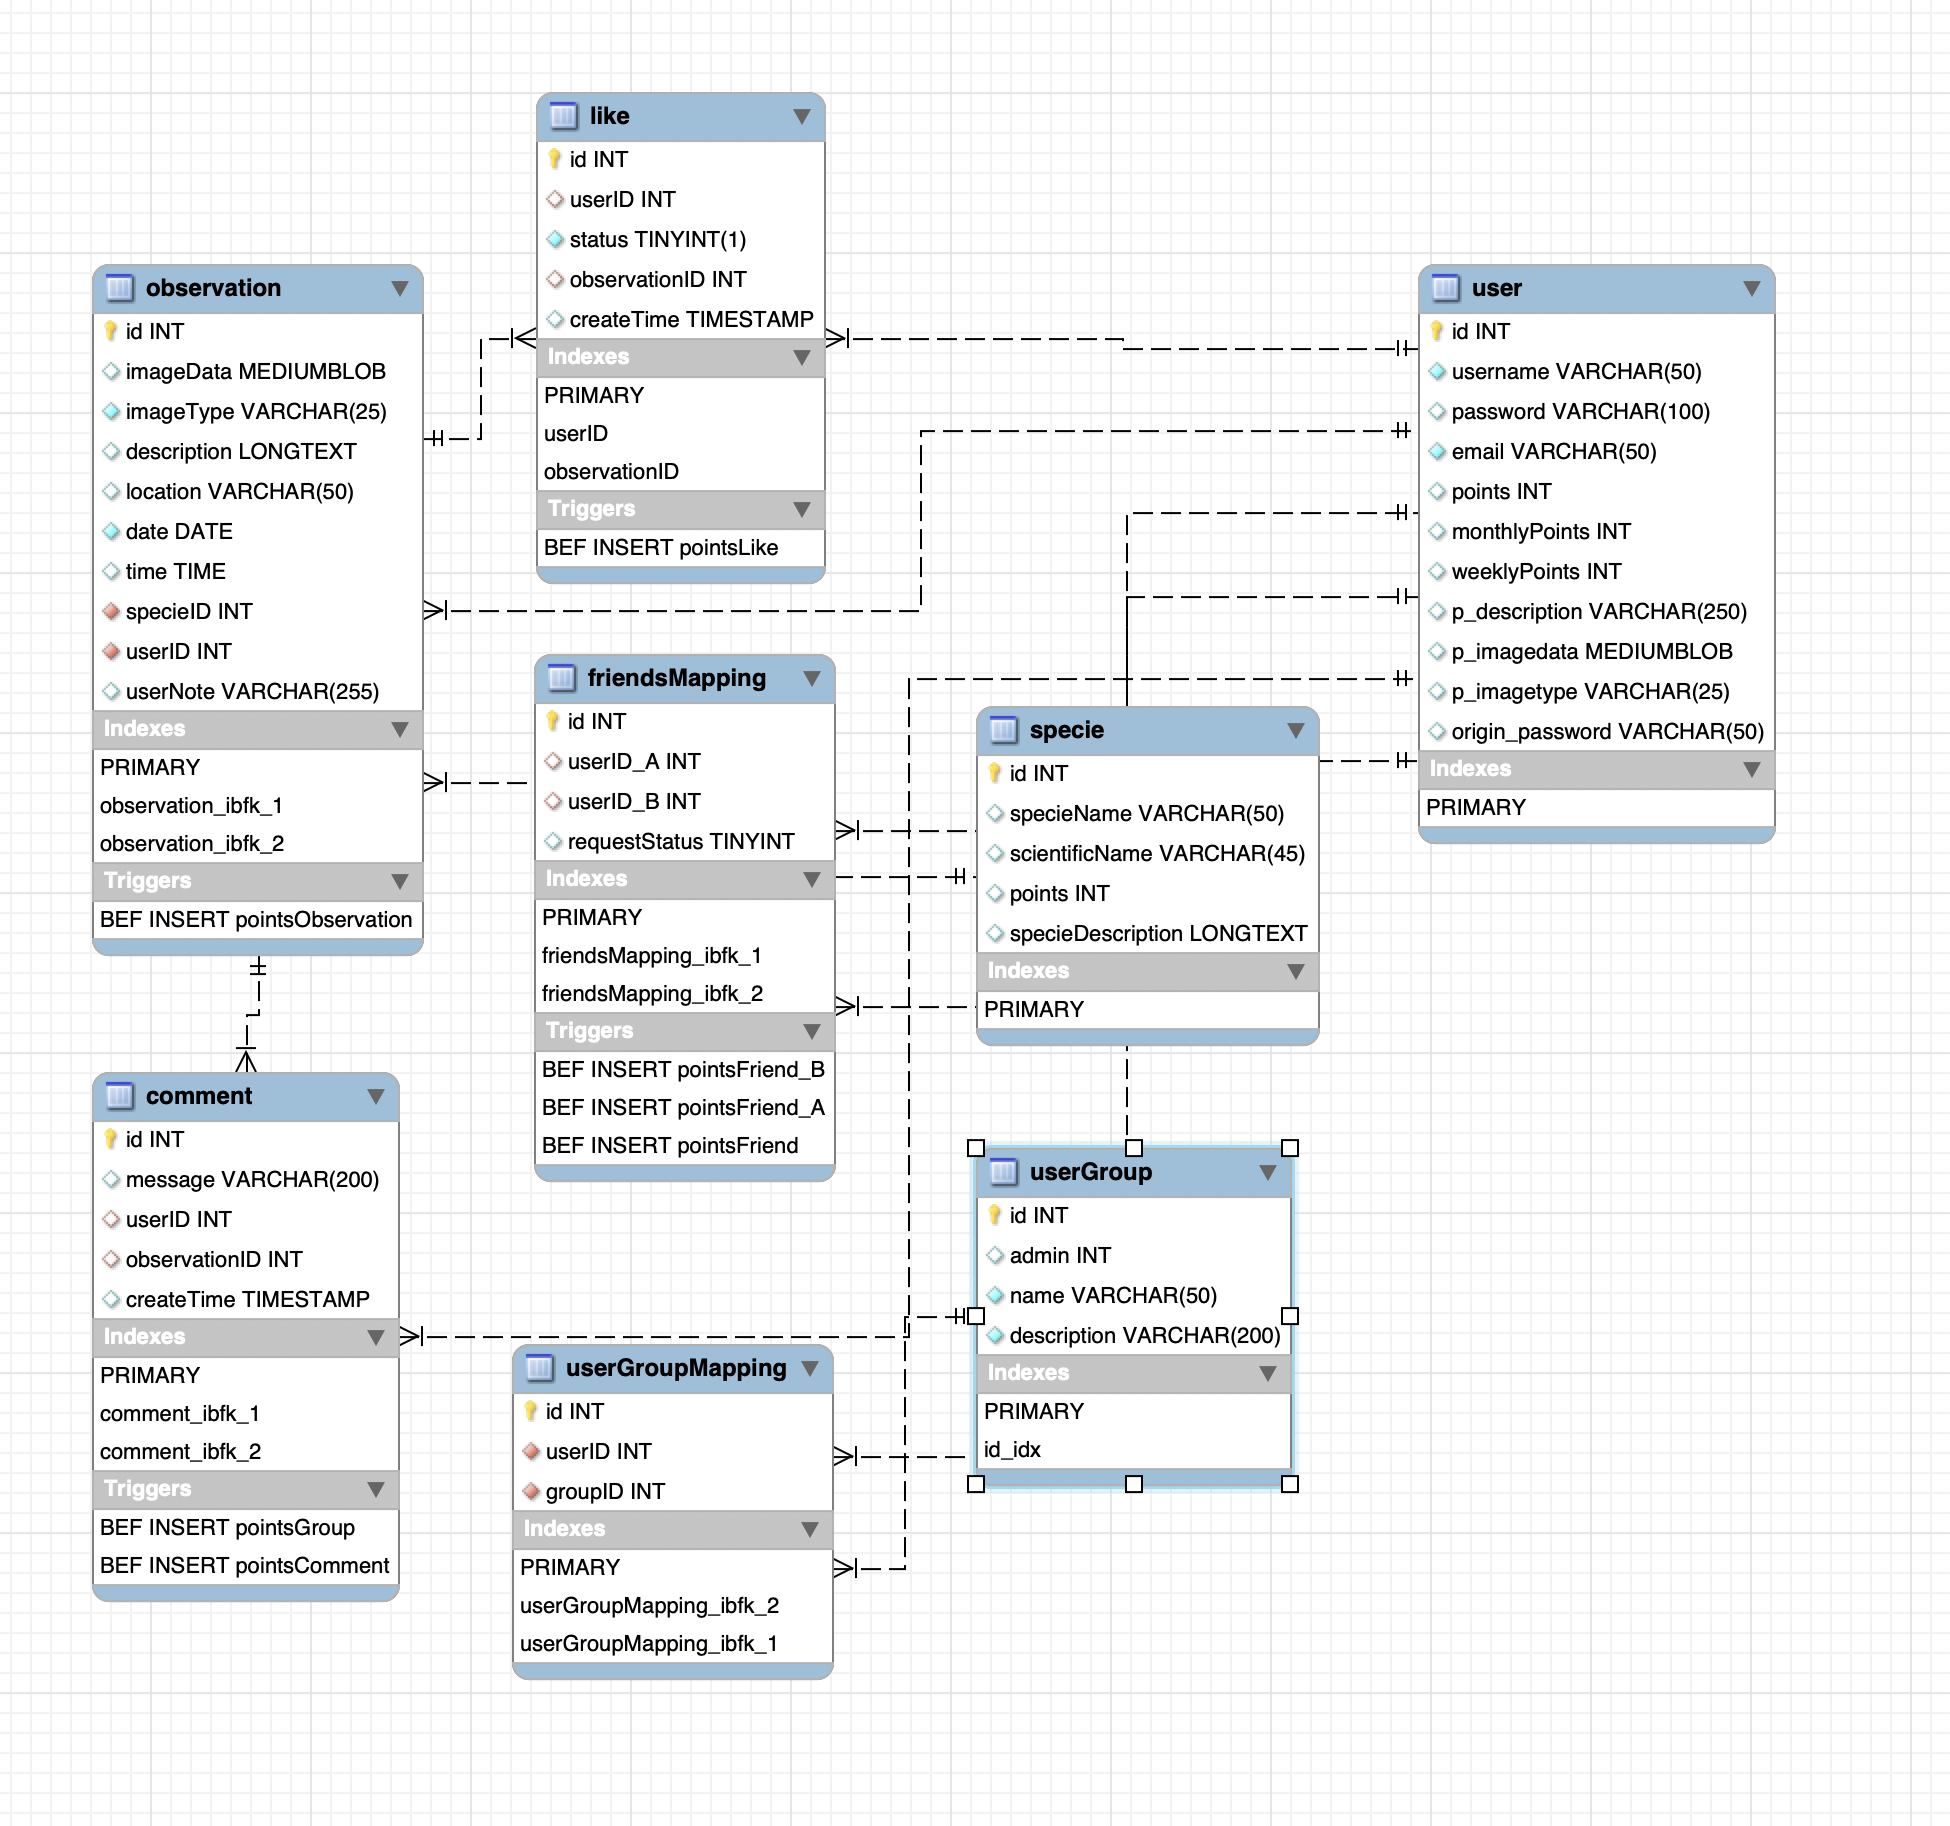 like
id INT
userID INT
status TINYINT(1)
observationID INT
createTime TIMESTAMP
Indexes
PRIMARY
userID
observationID
Triggers
BEF INSERT pointsLike
observation
id INT
imageData MEDIUMBLOB
imageType VARCHAR(25)
description LONGTEXT
location VARCHAR(50)
date DATE
time TIME
specieID INT
userID INT
userNote VARCHAR(255)
Indexes
PRIMARY
observation_ibfk_1
observation_ibfk_2
Triggers
BEF INSERT pointsObservation
user
id INT
username VARCHAR(50)
password VARCHAR(100)
email VARCHAR(50)
points INT
monthlyPoints INT
weeklyPoints INT
p_description VARCHAR(250)
p_imagedata MEDIUMBLOB
p_imagetype VARCHAR(25)
origin_password VARCHAR(50)
Indexes
PRIMARY
friendsMapping
id INT
userID_A INT
userID_B INT
requestStatus TINYINT
Indexes
PRIMARY
friendsMapping_ibfk_1
friendsMapping_ibfk_2
Triggers
BEF INSERT pointsFriend_B
BEF INSERT pointsFriend_A
BEF INSERT pointsFriend
specie
id INT
specieName VARCHAR(50)
scientificName VARCHAR(45)
points INT
specieDescription LONGTEXT
Indexes
PRIMARY
comment
id INT
message VARCHAR(200)
userID INT
observationID INT
createTime TIMESTAMP
Indexes
PRIMARY
comment_ibfk_1
comment_ibfk_2
Triggers
BEF INSERT pointsGroup
BEF INSERT pointsComment
userGroup
id INT
admin INT
name VARCHAR(50)
description VARCHAR(200)
Indexes
PRIMARY
id_idx
userGroupMapping
id INT
userID INT
groupID INT
Indexes
PRIMARY
userGroupMapping_ibfk_2
userGroupMapping_ibfk_1